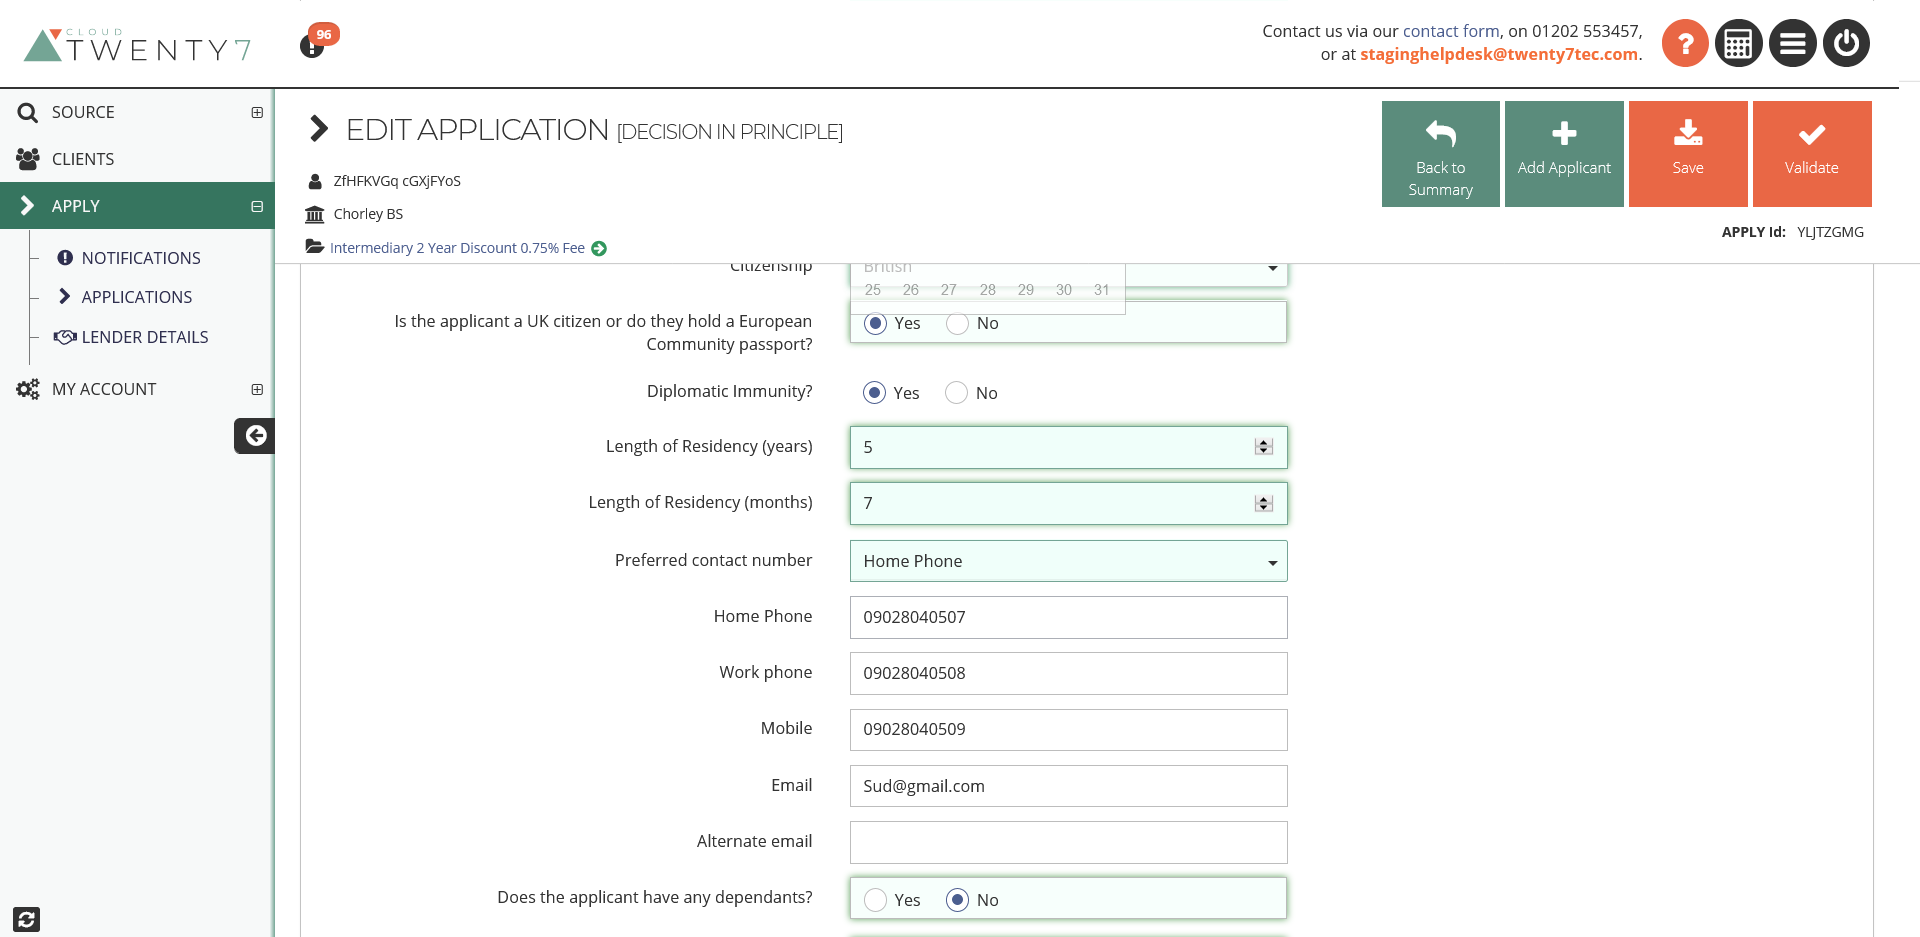 CLOUD
TWENTY7
96
Contact us via our contact form, on 01202 553457,
or at staginghelpdesk@twenty7tec.com.
?
SOURCE
CLIENTS
APPLY
NOTIFICATIONS
APPLICATIONS
LENDER DETAILS
MY ACCOUNT
EDIT APPLICATION [DECISION IN PRINCIPLE]
ZfHFKVGq cGXjFYoS
Chorley BS
Intermediary 2 Year Discount 0.75% Fee
Back to
Summary
Add Applicant
Save
Validate
APPLY Id: YLJTZGMG
Citizenship British
25 26 27 28 29 30 31
Is the applicant a UK citizen or do they hold a European
Community passport?
Yes No
Diplomatic Immunity? Yes No
Length of Residency (years) 5
Length of Residency (months) 7
Preferred contact number Home Phone
Home Phone 09028040507
Work phone 09028040508
Mobile 09028040509
Email Sud@gmail.com
Alternate email
Does the applicant have any dependants? Yes No